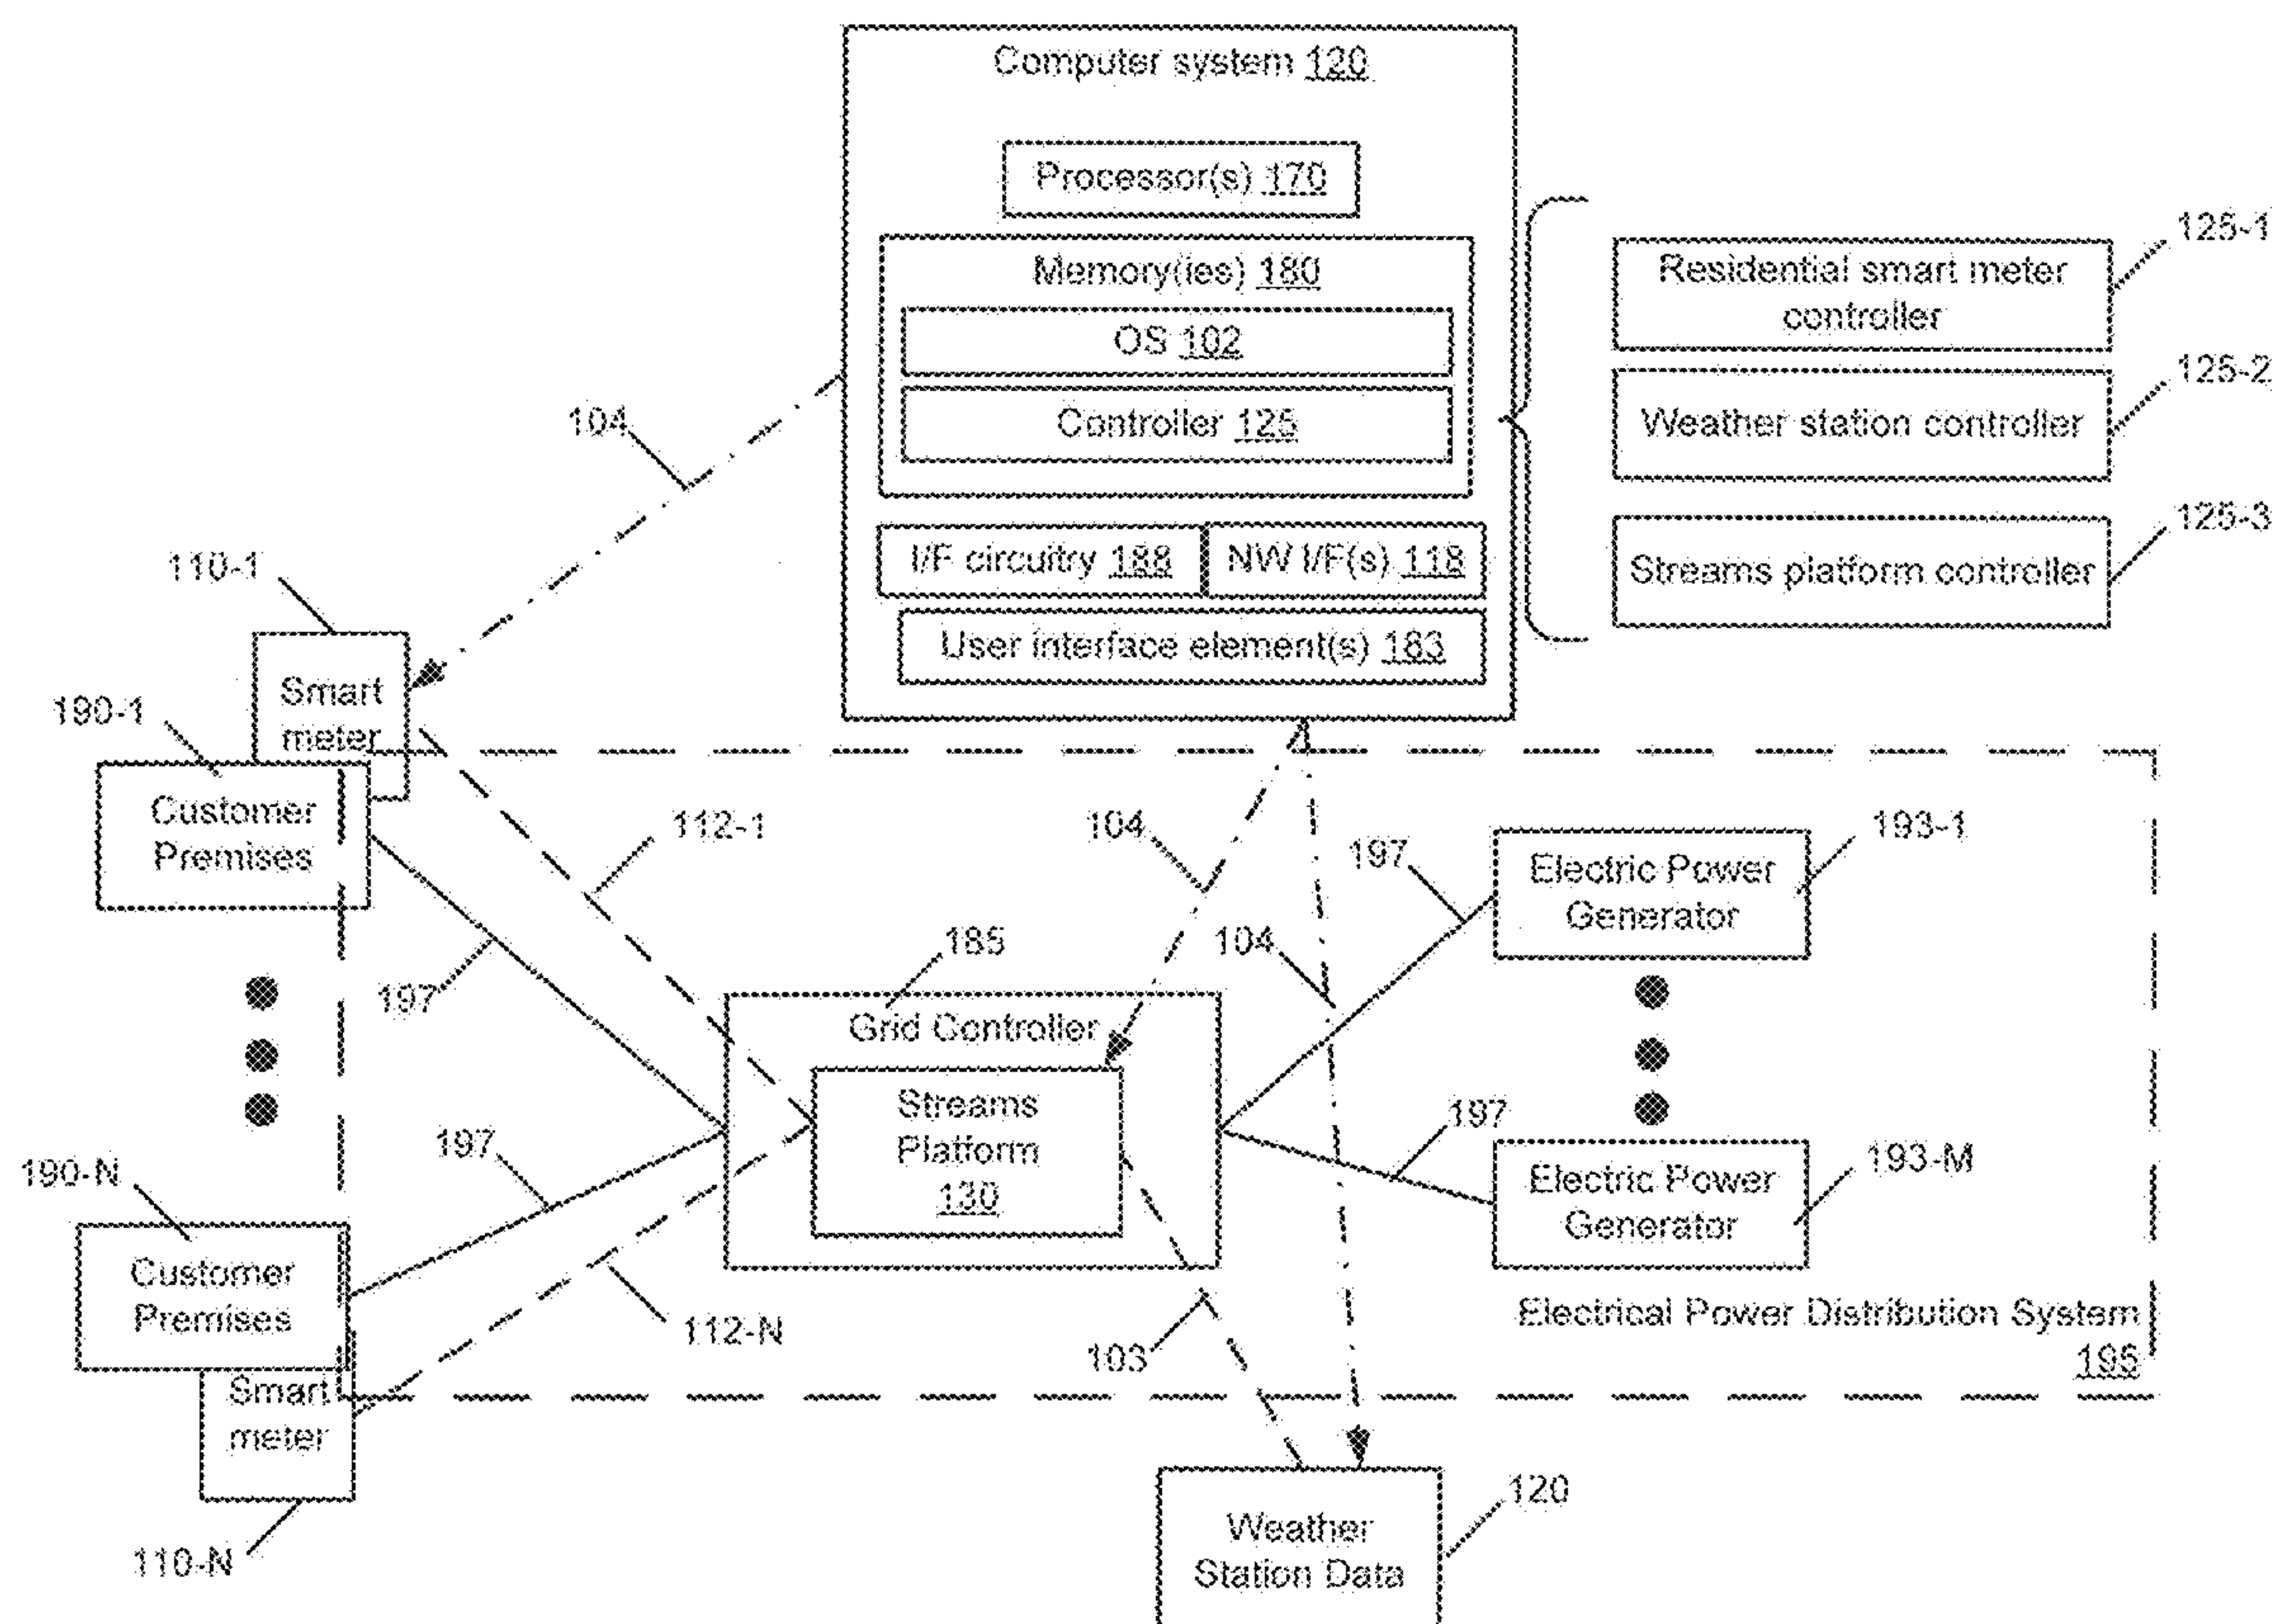 Computer system 120
Processor(s) 170
Memory(ies) 180
OS 102
Controller 125
I/F circuitry 188
NW I/F(s) 118
User interface element(s) 183
125-1
Residential smart meter
controller
125-2
Weather station controller
125-3
Streams platform controller
104
110-1
Smart
meter
190-1
Customer
Premises
112-1
104
197
193-1
Electric Power
Generator
197
185
104
Grid Controller
Streams
Platform
130
197
197
193-M
Electric Power
Generator
190-N
Customer
Premises
112-N
103
Electrical Power Distribution System
195
Smart
meter
110-N
120
Weather
Station Data